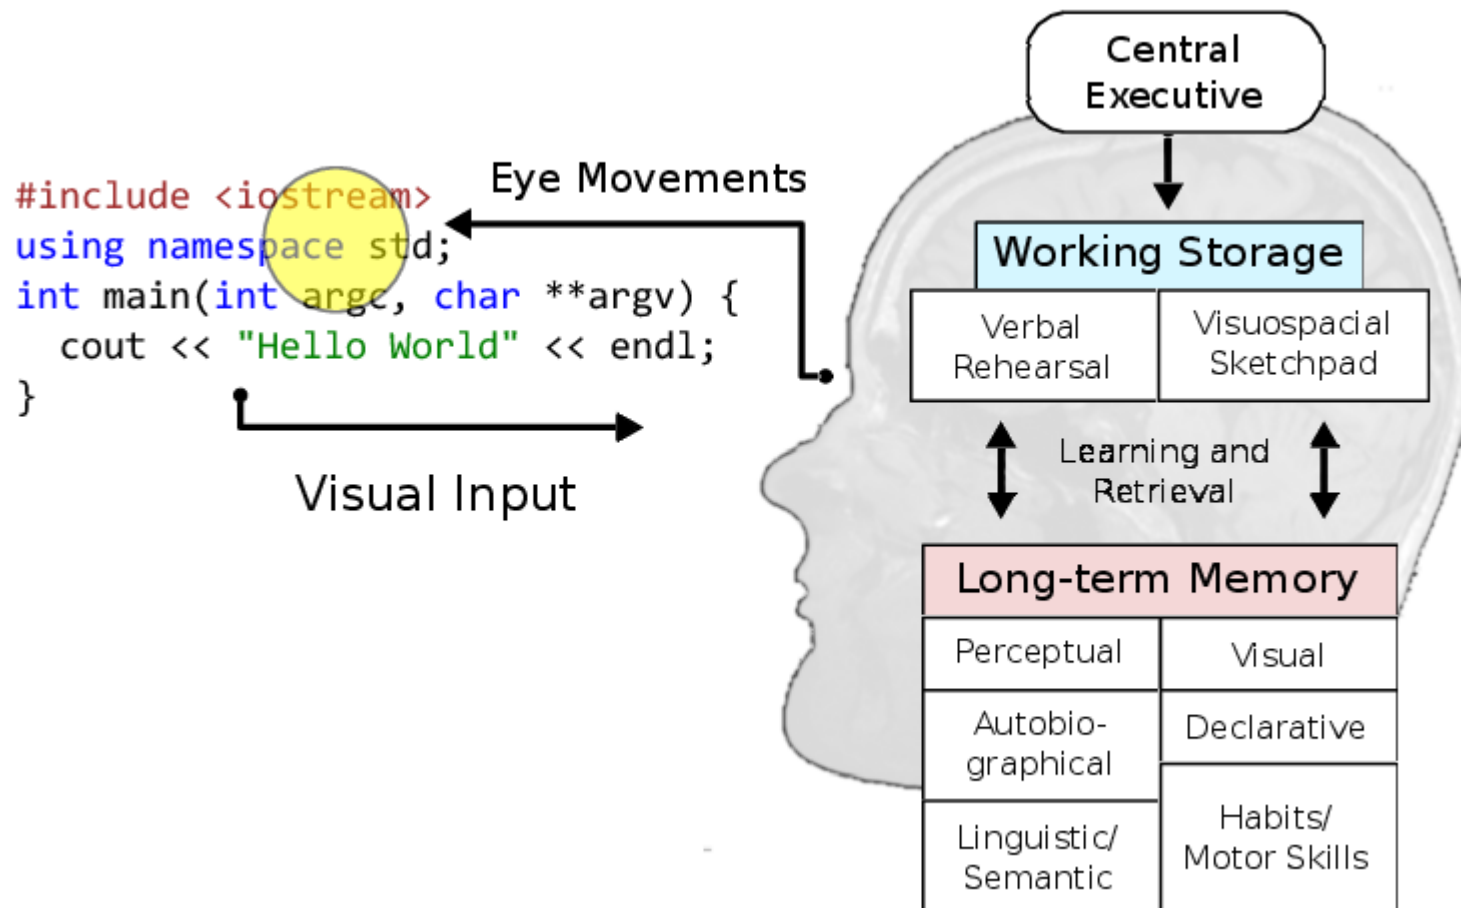 #include <iostream>
using namespace std;
int main(int argc, char **argv) {
  cout << "Hello World" << endl;
}
Eye Movements
Visual Input
Central
Executive
Working Storage
Verbal
Rehearsal
Visuospacial
Sketchpad
Learning and
Retrieval
Long-term Memory
Perceptual
Visual
Autobio-
graphical
Declarative
Linguistic/
Semantic
Habits/
Motor Skills